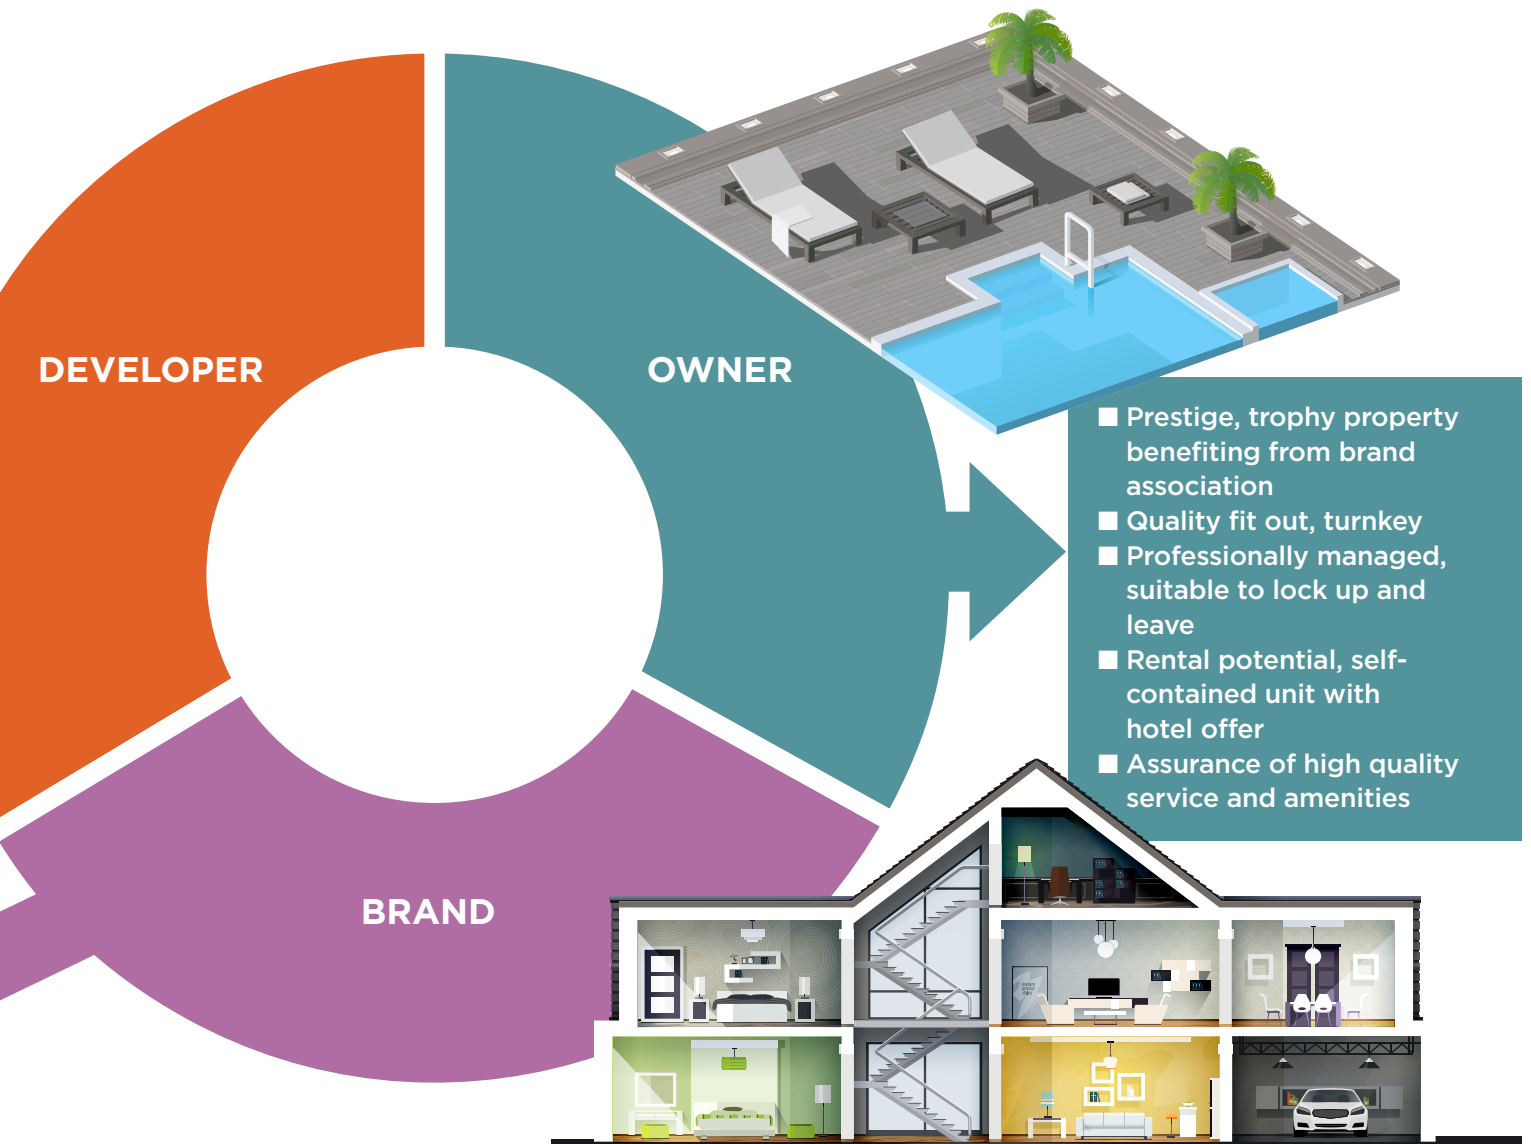 DEVELOPER
OWNER
■ Prestige, trophy property
benefiting from brand
association
■ Quality fit out, turnkey
■ Professionally managed,
suitable to lock up and
leave
■ Rental potential, self-
contained unit with
hotel offer
■ Assurance of high quality
service and amenities
BRAND